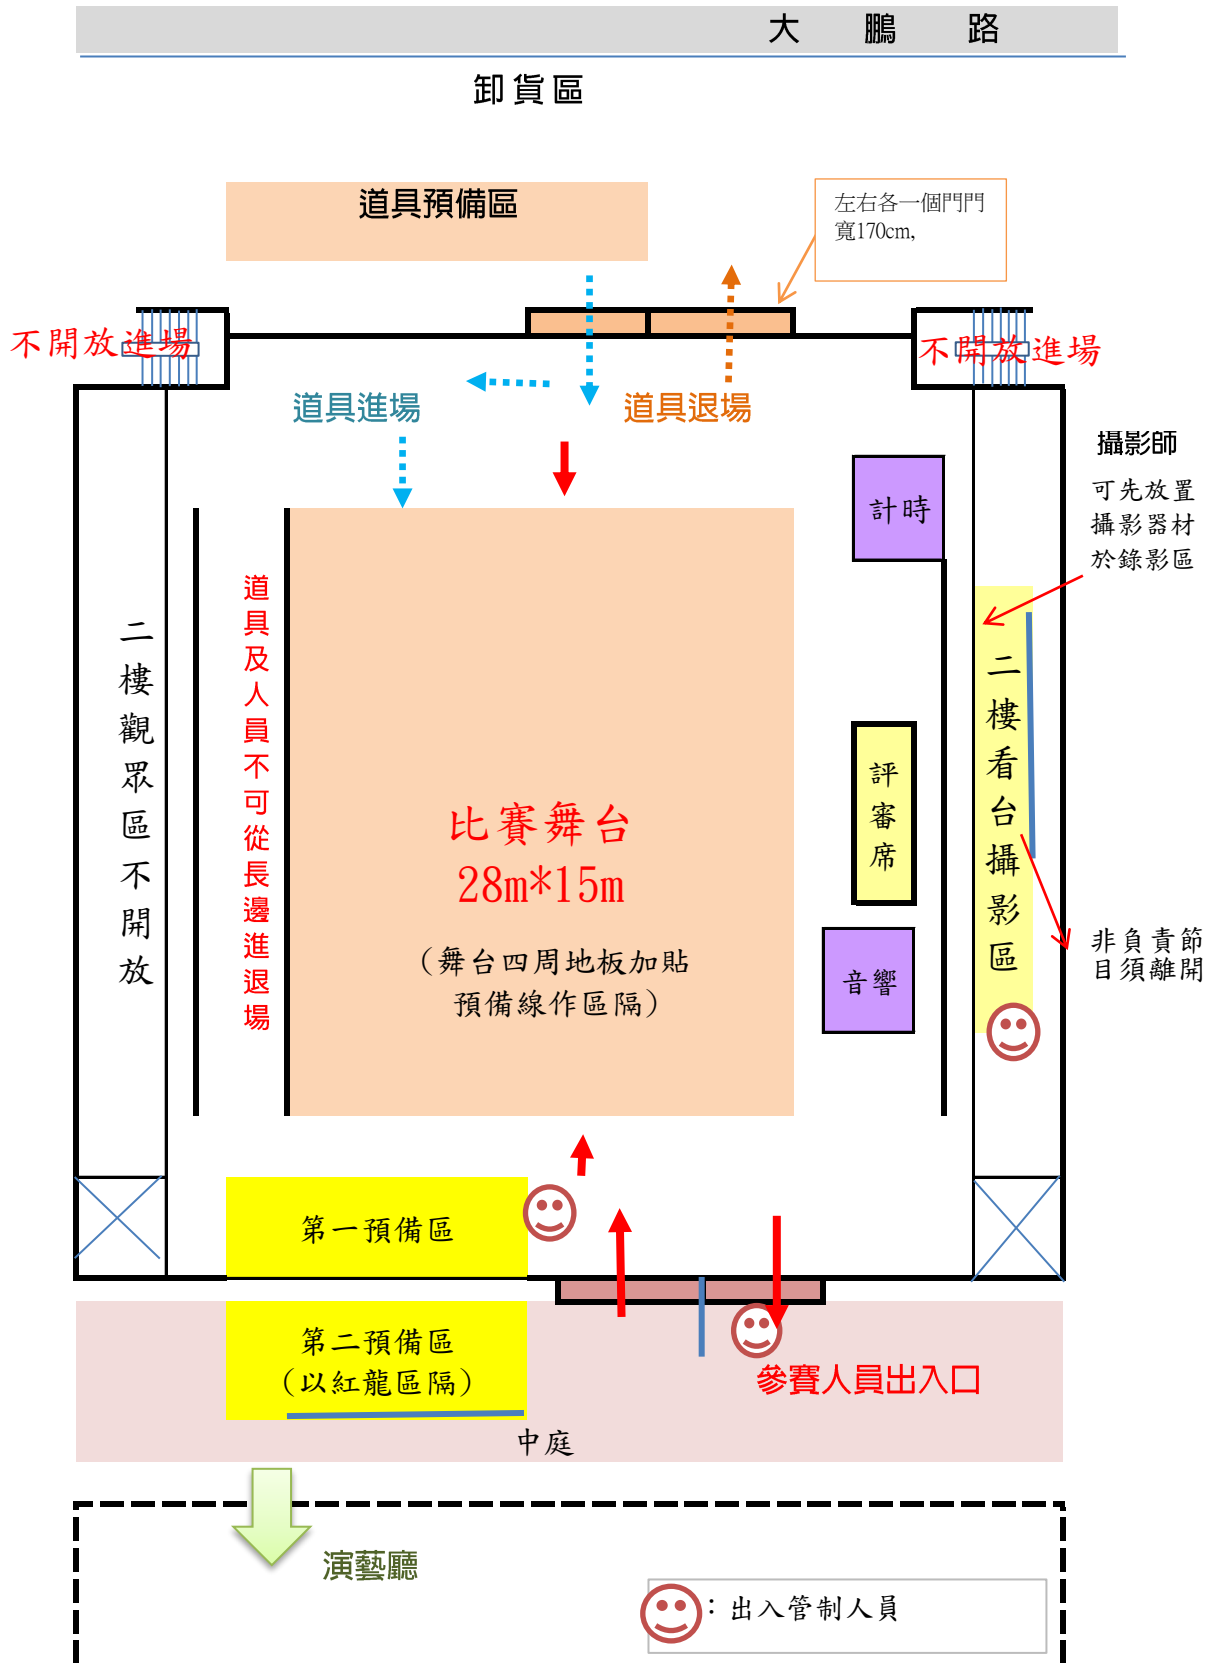 大 鵬 路
卸貨區
道具預備區
左右各一個門門
寬170cm,
不開放進場
不開放進場
道具進場
道具退場
攝影師
可先放置
攝影器材
於錄影區
計時
二樓觀眾區不開放
道具及人員不可從長邊進退場
二樓看台攝影區
評審席
比賽舞台
28m*15m
（舞台四周地板加貼
預備線作區隔）
音響
非負責節
目須離開
第一預備區
第二預備區
（以紅龍區隔）
參賽人員出入口
中庭
演藝廳
：出入管制人員